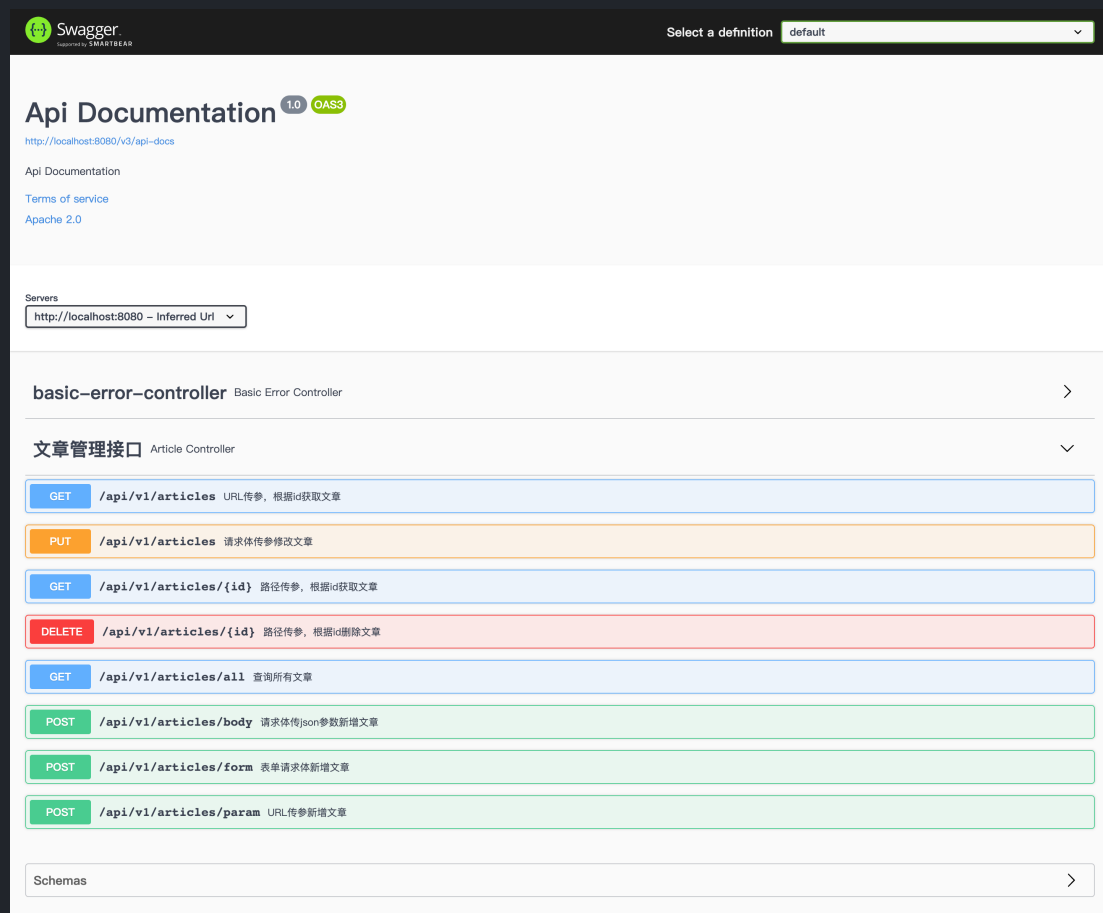 Swagger.
Supported by SMARTBEAR
Select a definition
default
Api Documentation 1.0 OAS3
http://localhost:8080/v3/api-docs
Api Documentation
Terms of service
Apache 2.0
Servers
http://localhost:8080 - Inferred Url
basic-error-controller Basic Error Controller
文章管理接口 Article Controller
GET /api/v1/articles URL传参，根据id获取文章
PUT /api/v1/articles 请求体传参修改文章
GET /api/v1/articles/{id} 路径传参，根据id获取文章
DELETE /api/v1/articles/{id} 路径传参，根据id删除文章
GET /api/v1/articles/all 查询所有文章
POST /api/v1/articles/body 请求体传json参数新增文章
POST /api/v1/articles/form 表单请求体新增文章
POST /api/v1/articles/param URL传参新增文章
Schemas